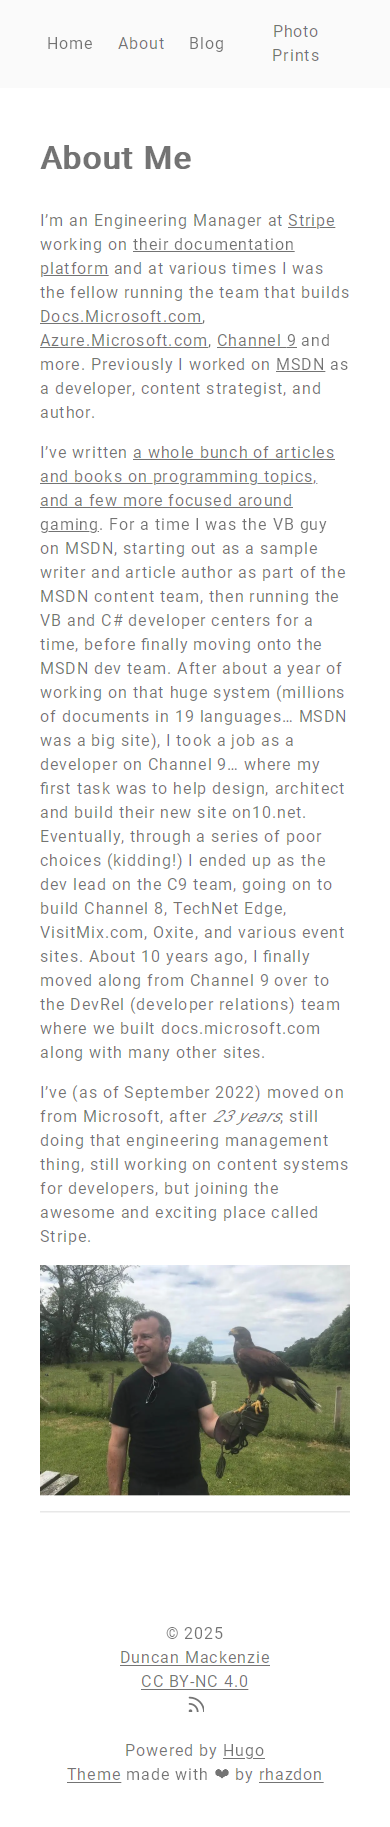 Home About Blog Photo
Prints
About Me
I’m an Engineering Manager at Stripe
working on their documentation
platform and at various times I was
the fellow running the team that builds
Docs.Microsoft.com,
Azure.Microsoft.com, Channel 9 and
more. Previously I worked on MSDN as
a developer, content strategist, and
author.
I’ve written a whole bunch of articles
and books on programming topics,
and a few more focused around
gaming. For a time I was the VB guy
on MSDN, starting out as a sample
writer and article author as part of the
MSDN content team, then running the
VB and C# developer centers for a
time, before finally moving onto the
MSDN dev team. After about a year of
working on that huge system (millions
of documents in 19 languages… MSDN
was a big site), I took a job as a
developer on Channel 9… where my
first task was to help design, architect
and build their new site on10.net.
Eventually, through a series of poor
choices (kidding!) I ended up as the
dev lead on the C9 team, going on to
build Channel 8, TechNet Edge,
VisitMix.com, Oxite, and various event
sites. About 10 years ago, I finally
moved along from Channel 9 over to
the DevRel (developer relations) team
where we built docs.microsoft.com
along with many other sites.
I’ve (as of September 2022) moved on
from Microsoft, after 23 years, still
doing that engineering management
thing, still working on content systems
for developers, but joining the
awesome and exciting place called
Stripe.
© 2025
Duncan Mackenzie
CC BY-NC 4.0
Powered by Hugo
Theme made with ❤ by rhazdon